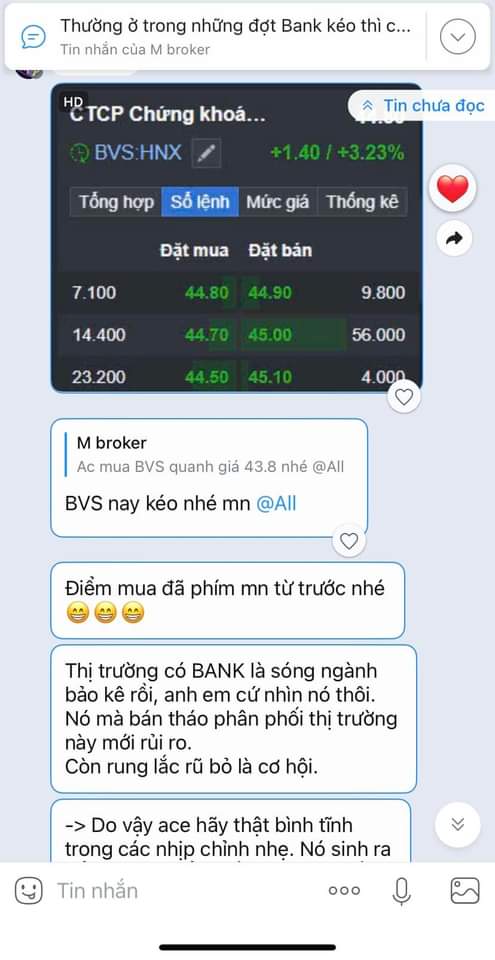 Thường ở trong những đợt Bank kéo thì c...
Tin nhắn của M broker
HD
CTCP Chứng khoá...
Tin chưa đọc
BVS:HNX
+1.40 / +3.23%
Tổng hợp Sổ lệnh Mức giá Thống kê
Đặt mua Đặt bán
7.100 44.80 44.90 9.800
14.400 44.70 45.00 56.000
23.200 44.50 45.10 4.000
M broker
Ac mua BVS quanh giá 43.8 nhé @All
BVS nay kéo nhé mn @All
Điểm mua đã phím mn từ trước nhé
😁😁😁
Thị trường có BANK là sóng ngành
bảo kê rồi, anh em cứ nhìn nó thôi.
Nó mà bán tháo phân phối thị trường
này mới rủi ro.
Còn rung lắc rũ bỏ là cơ hội.
-> Do vậy ace hãy thật bình tĩnh
trong các nhịp chỉnh nhẹ. Nó sinh ra
Tin nhắn